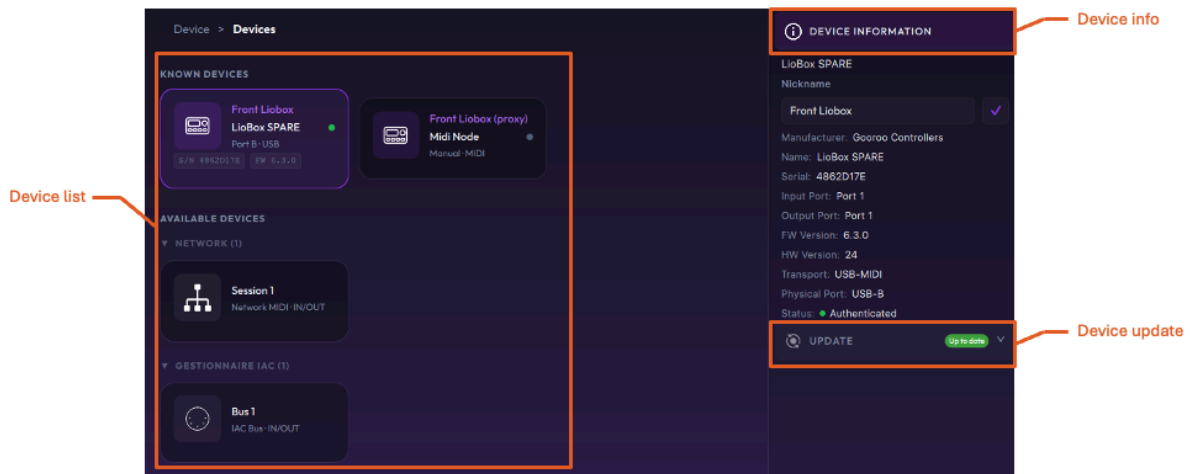 Device > Devices
KNOWN DEVICES
Front Liobox
LioBox SPARE
Port B·USB
S/N 4862D17E FW 6.3.0
Front Liobox (proxy)
Midi Node
Manual·MIDI
AVAILABLE DEVICES
▼ NETWORK (1)
Session 1
Network MIDI·IN/OUT
▼ GESTIONNAIRE IAC (1)
Bus 1
IAC Bus·IN/OUT
Device list
DEVICE INFORMATION
LioBox SPARE
Nickname
Front Liobox
Manufacturer: Gooroo Controllers
Name: LioBox SPARE
Serial: 4862D17E
Input Port: Port 1
Output Port: Port 1
FW Version: 6.3.0
HW Version: 24
Transport: USB-MIDI
Physical Port: USB-B
Status: Authenticated
UPDATE Up to date
Device info
Device update